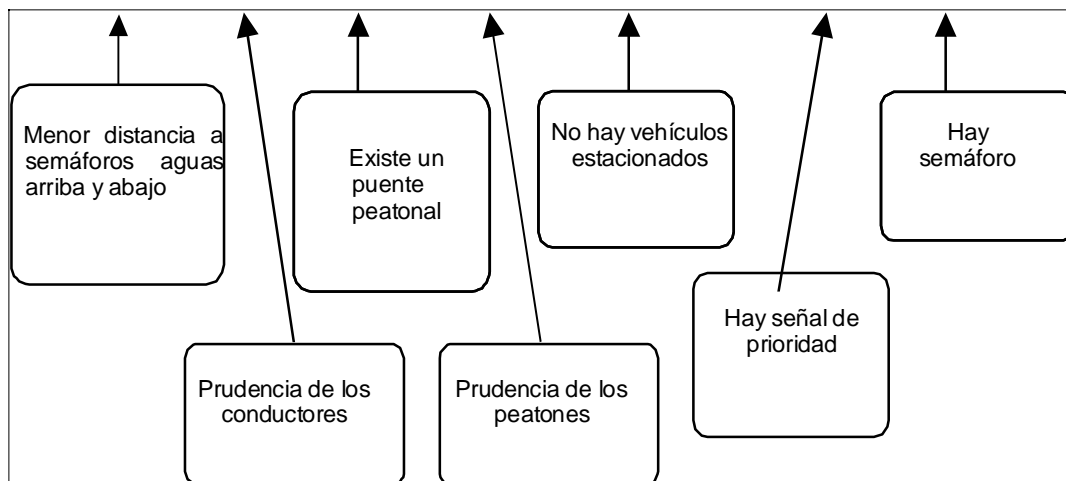 Menor distancia a
semáforos aguas
arriba y abajo
Existe un
puente
peatonal
No hay vehículos
estacionados
Hay
semáforo
Hay señal de
prioridad
Prudencia de los
conductores
Prudencia de los
peatones